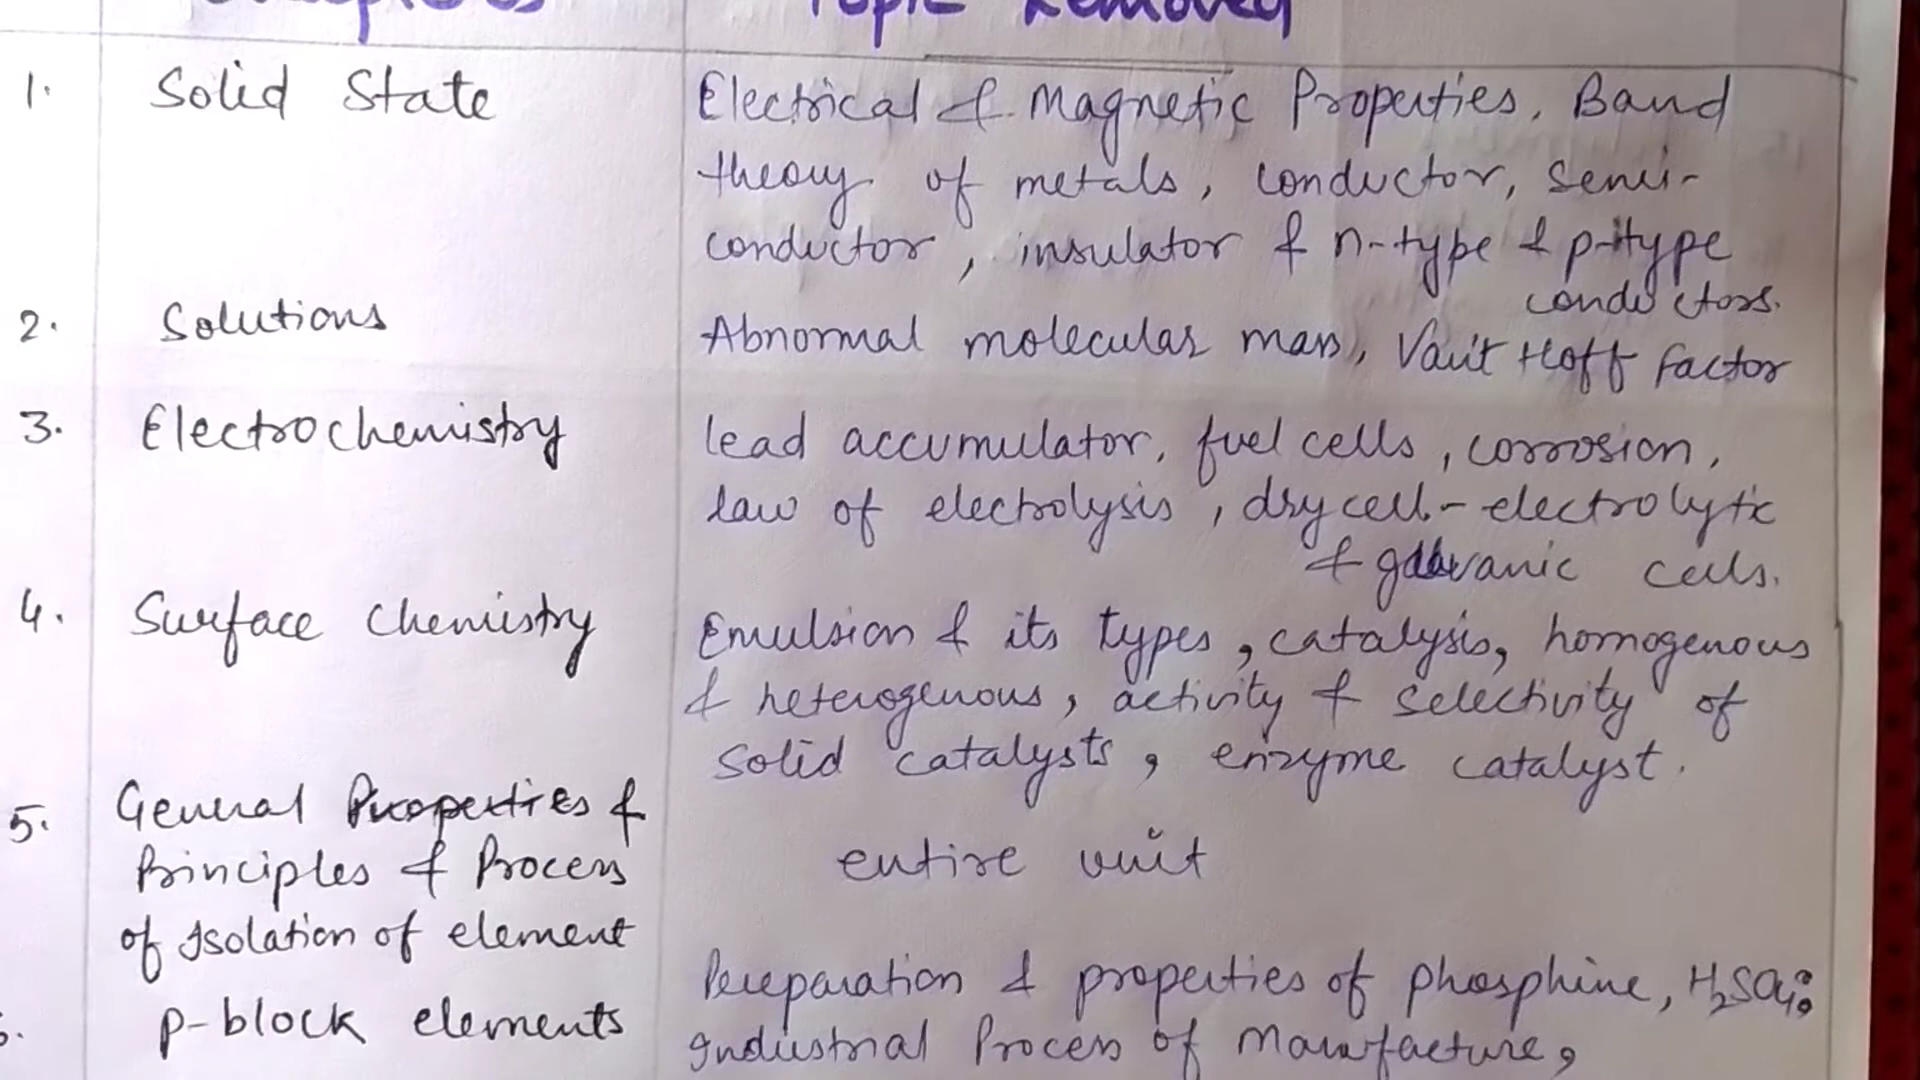 Chapters Topic Removed
1. Solid State Electrical & Magnetic Properties, Band
theory of metals, conductor, Semi-
conductor, insulator & n-type & p-type
conductors.
2. Solutions Abnormal molecular mass, Van't Hoff factor
3. Electrochemistry lead accumulator, fuel cells, corrosion,
law of electrolysis, dry cell - electrolytic
& galvanic cells.
4. Surface Chemistry Emulsion & its types, catalysis, homogenous
& heterogenous, activity & selectivity of
solid catalysts, enzyme catalyst.
5. General Properties &
Principles & Process entire unit
of Isolation of element
p-block elements Preparation & properties of phosphine, H₂SO₄:
Industrial Process of Manufacture,